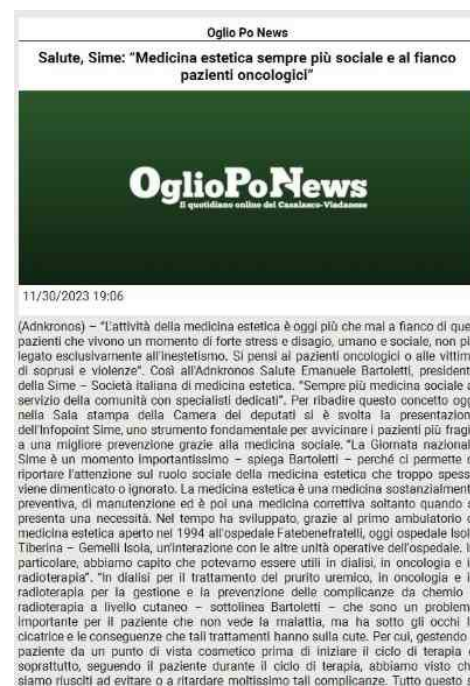 Oglio Po News
Salute, Sime: “Medicina estetica sempre più sociale e al fianco
pazienti oncologici”
OglioPoNews
Il quotidiano online del Casalasco-Viadanese
11/30/2023 19:06
(Adnkronos) – “L'attività della medicina estetica è oggi più che mai a fianco di que
pazienti che vivono un momento di forte stress e disagio, umano e sociale, non pi
legato esclusivamente all'inestetismo. Si pensi ai pazienti oncologici o alle vittim
di soprusi e violenze”. Così all'Adnkronos Salute Emanuele Bartoletti, president
della Sime – Società italiana di medicina estetica. “Sempre più medicina sociale a
servizio della comunità con specialisti dedicati”. Per ribadire questo concetto ogg
nella Sala stampa della Camera dei deputati si è svolta la presentazion
dell'Infopoint Sime, uno strumento fondamentale per avvicinare i pazienti più fragi
a una migliore prevenzione grazie alla medicina sociale. “La Giornata nazional
Sime è un momento importantissimo – spiega Bartoletti – perché ci permette d
riportare l'attenzione sul ruolo sociale della medicina estetica che troppo spess
viene dimenticato o ignorato. La medicina estetica è una medicina sostanzialment
preventiva, di manutenzione ed è poi una medicina correttiva soltanto quando s
presenta una necessità. Nel tempo ha sviluppato, grazie al primo ambulatorio d
medicina estetica aperto nel 1994 all'ospedale Fatebenefratelli, oggi ospedale Isol
Tiberina – Gemelli Isola, un'interazione con le altre unità operative dell'ospedale. I
particolare, abbiamo capito che potevamo essere utili in dialisi, in oncologia e i
radioterapia”. “In dialisi per il trattamento del prurito uremico, in oncologia e i
radioterapia per la gestione e la prevenzione delle complicanze da chemio
radioterapia a livello cutaneo – sottolinea Bartoletti – che sono un problem
importante per il paziente che non vede la malattia, ma ha sotto gli occhi l
cicatrice e le conseguenze che tali trattamenti hanno sulla cute. Per cui, gestendo i
paziente da un punto di vista cosmetico prima di iniziare il ciclo di terapia e
soprattutto, seguendo il paziente durante il ciclo di terapia, abbiamo visto ch
siamo riusciti ad evitare o a ritardare moltissimo tali complicanze. Tutto questo s